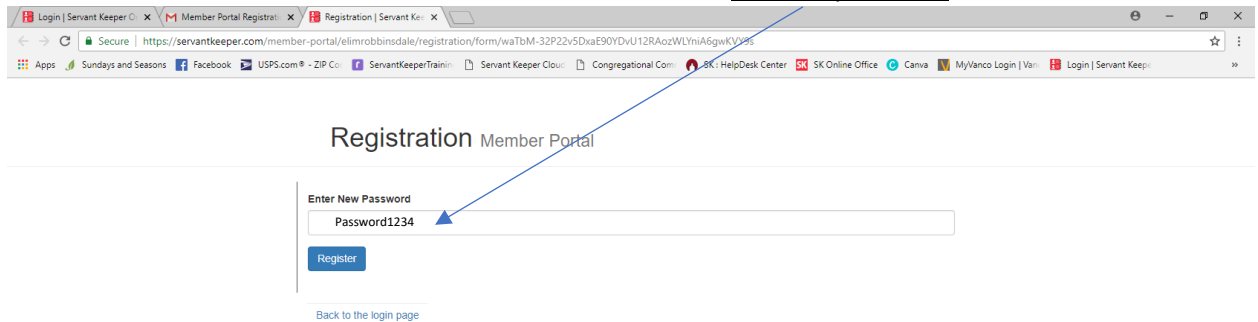 Login | Servant Keeper O
Member Portal Registrati
Registration | Servant Kee
Secure | https://servantkeeper.com/member-portal/elimrobbinsdale/registration/form/waTbM-32P22v5DxaE90YDvU12RAozWLYniA6gwKVY9s
Apps Sundays and Seasons Facebook USPS.com® - ZIP Co ServantKeeperTrainin Servant Keeper Cloud Congregational Com SK : HelpDesk Center SK Online Office Canva MyVanco Login | Van Login | Servant Keepe »
Registration Member Portal
Enter New Password
Password1234
Register
Back to the login page